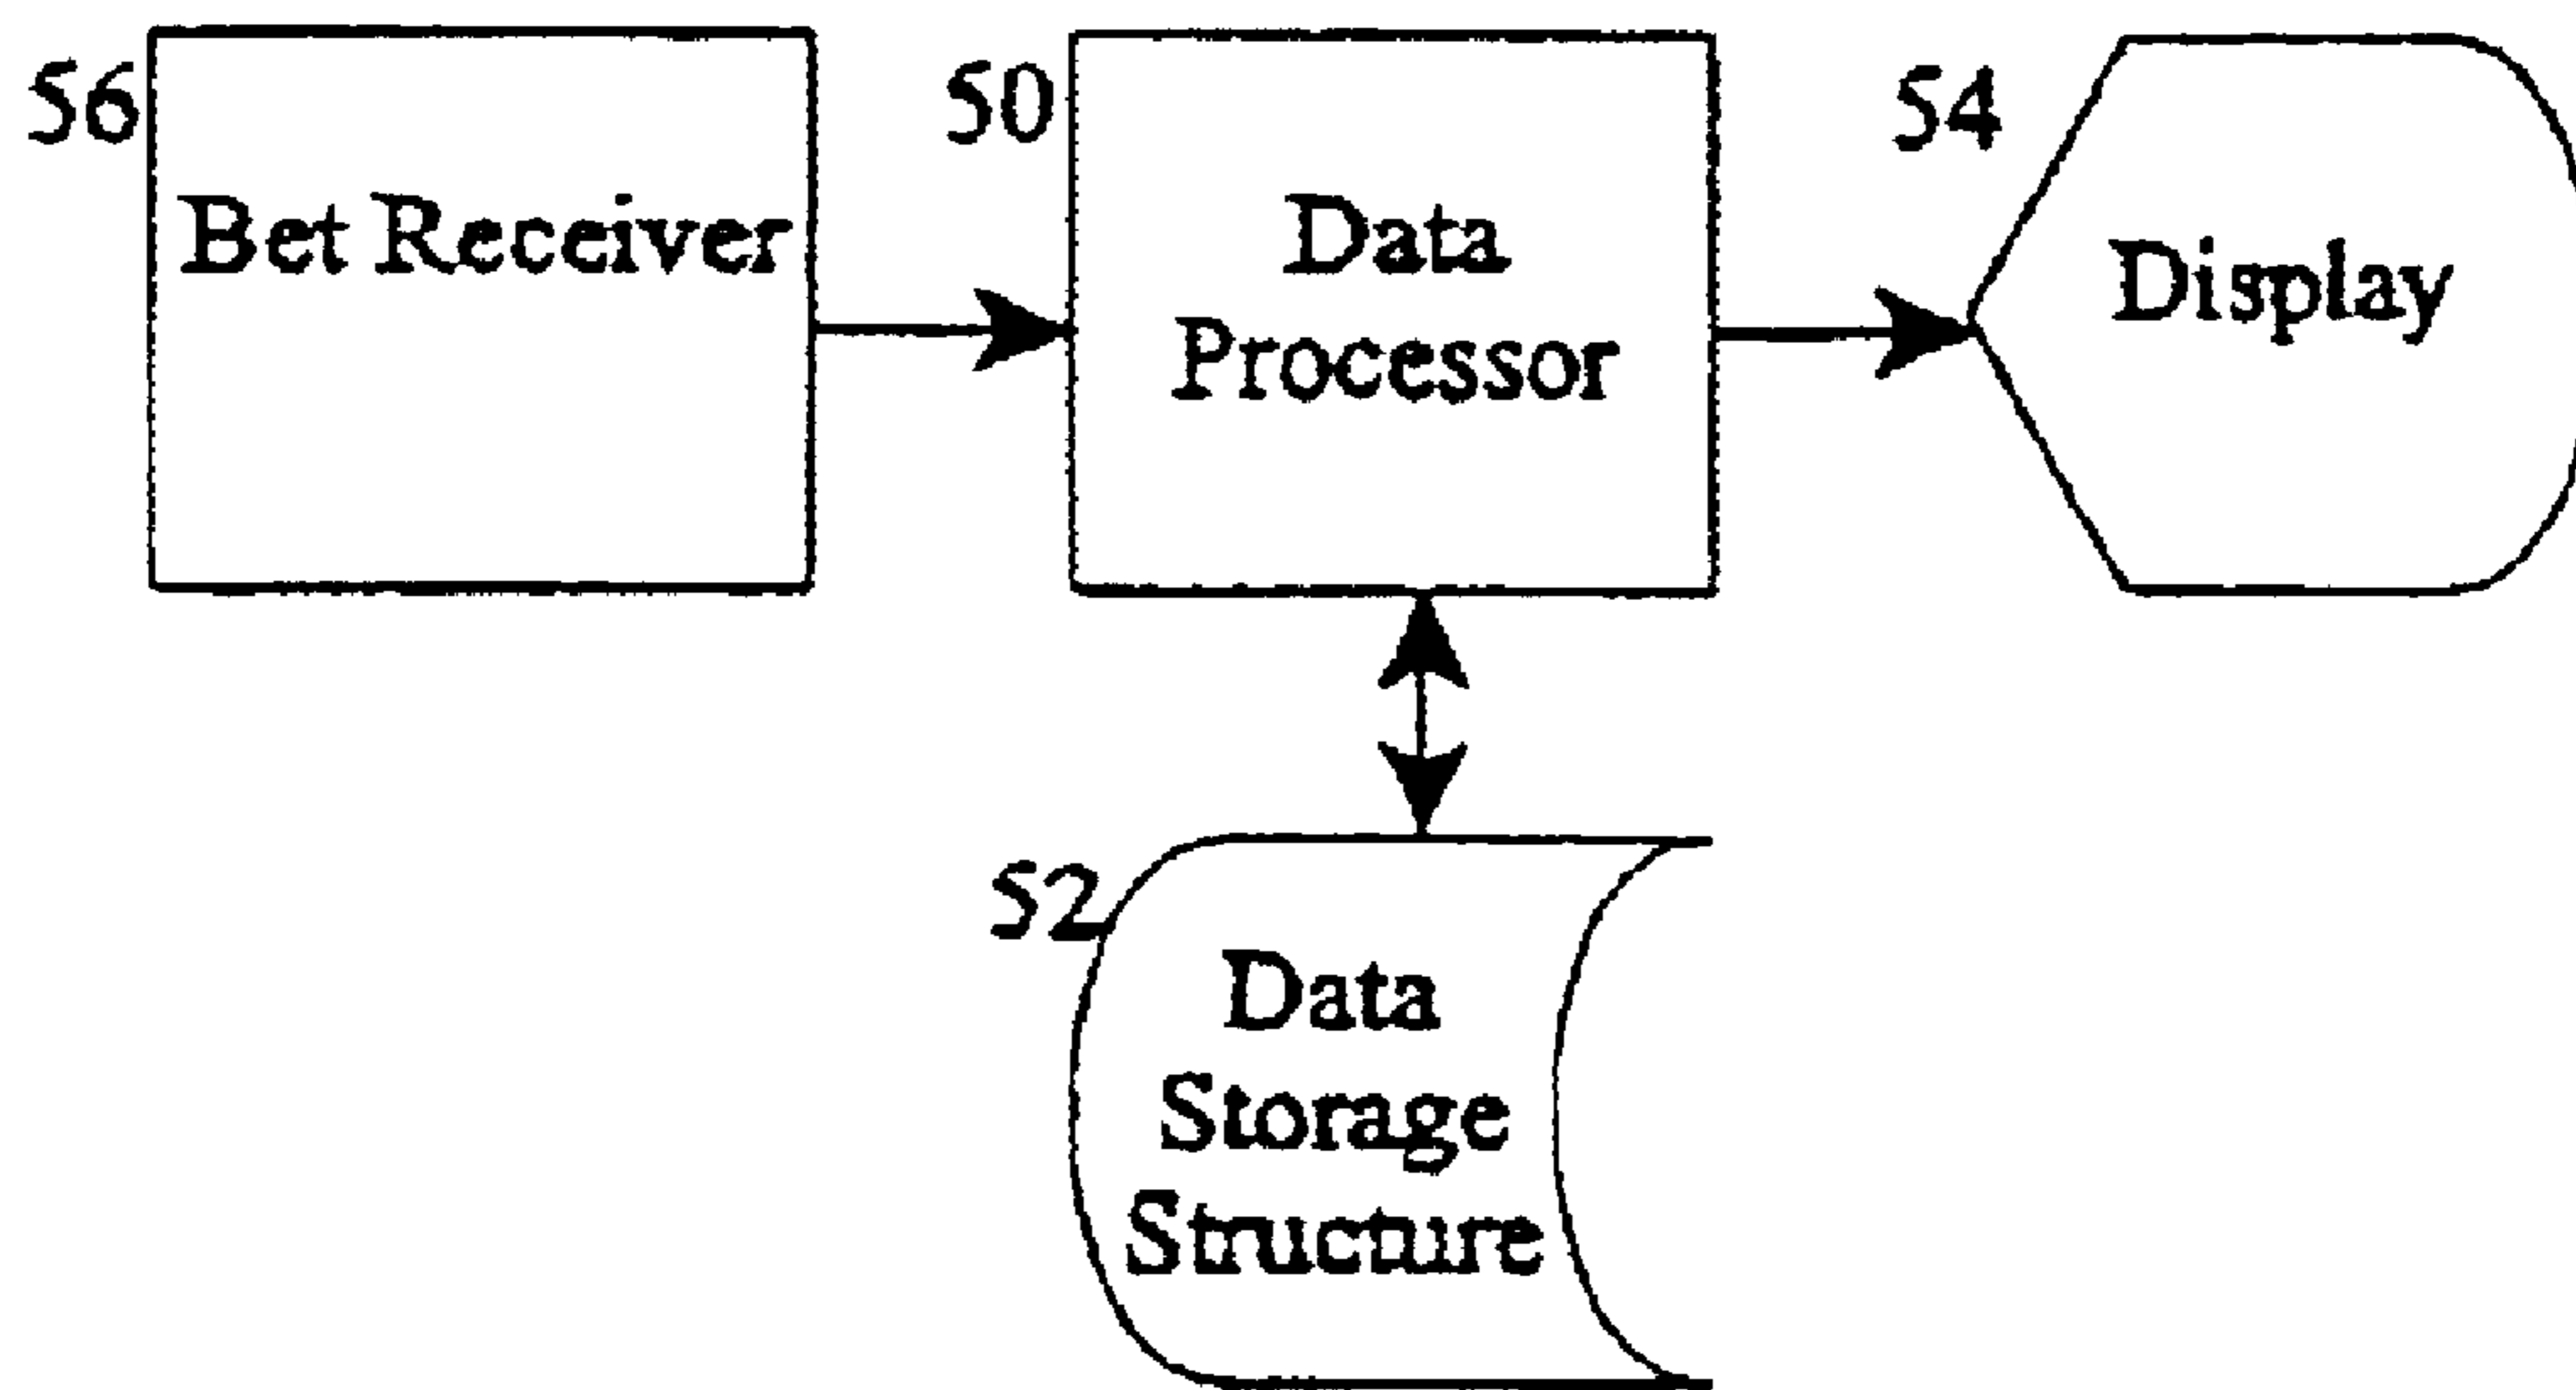 56
Bet Receiver
50
Data
Processor
54
Display
52
Data
Storage
Structure